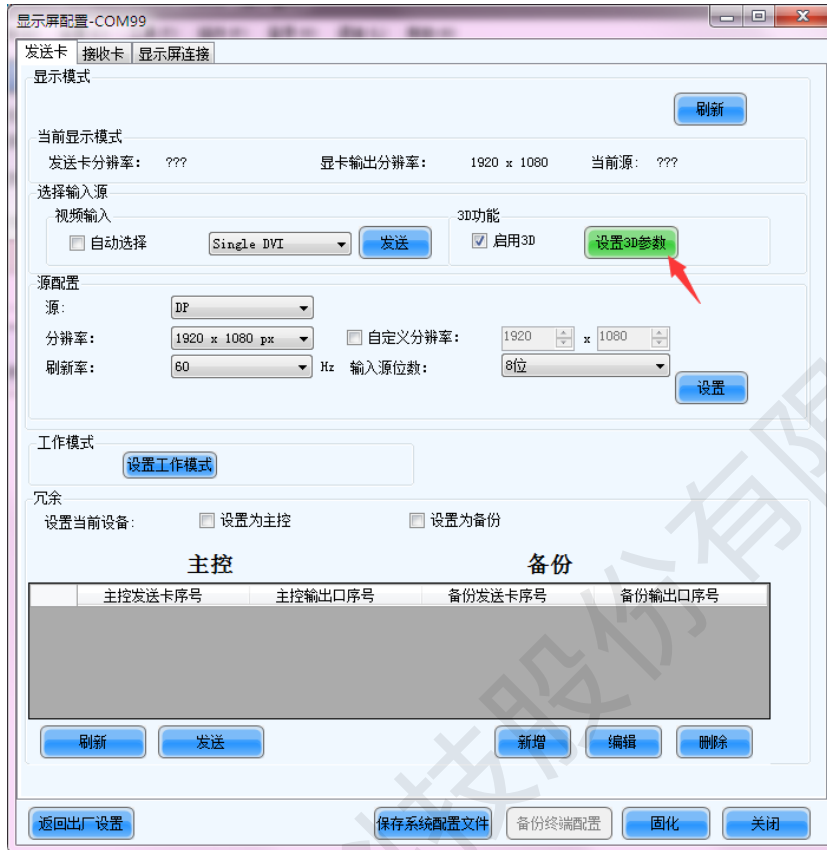 显示屏配置-COM99
发送卡 接收卡 显示屏连接
显示模式
刷新
当前显示模式
发送卡分辨率: ??? 显卡输出分辨率: 1920 x 1080 当前源: ???
选择输入源
视频输入 3D功能
自动选择 Single DVI 发送 启用3D 设置3D参数
源配置
源: DP
分辨率: 1920 x 1080 px 自定义分辨率: 1920 x 1080
刷新率: 60 Hz 输入源位数: 8位
设置
工作模式
设置工作模式
冗余
设置当前设备: 设置为主控 设置为备份
主控 备份
主控发送卡序号 主控输出口序号 备份发送卡序号 备份输出口序号
刷新 发送 新增 编辑 删除
返回出厂设置 保存系统配置文件 备份终端配置 固化 关闭
技股份有限